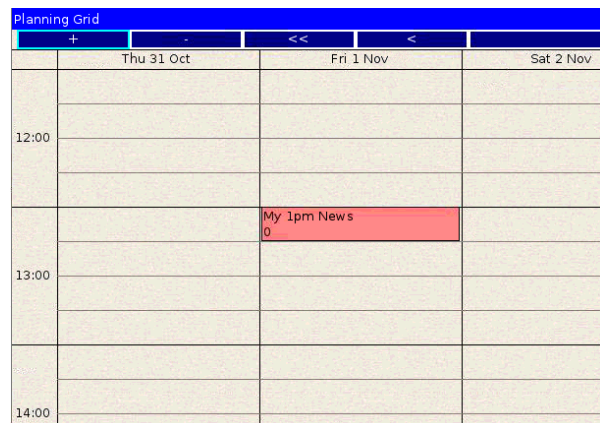 Planning Grid
+ - << <
Thu 31 Oct Fri 1 Nov Sat 2 Nov
12:00
My 1pm News
0
13:00
14:00